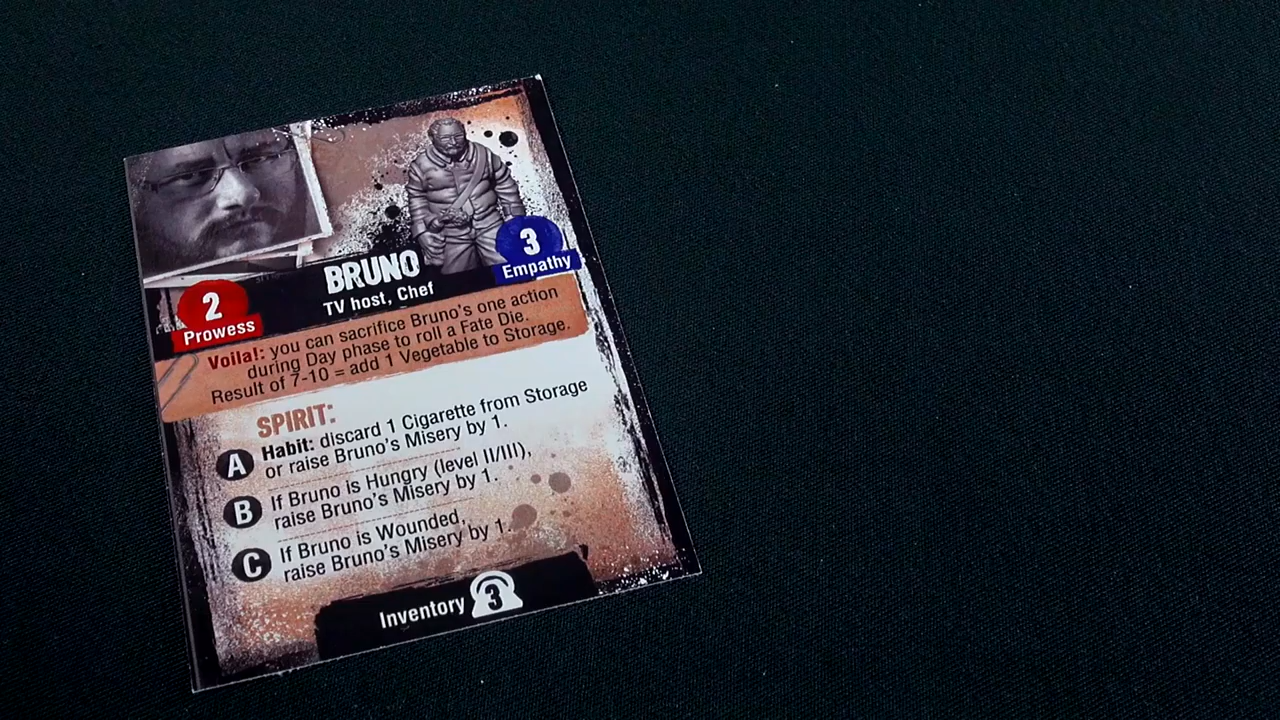 BRUNO
TV host, Chef
2
Prowess
3
Empathy
Voila!: you can sacrifice Bruno's one action
during Day phase to roll a Fate Die.
Result of 7-10 = add 1 Vegetable to Storage.
SPIRIT:
A Habit: discard 1 Cigarette from Storage
or raise Bruno's Misery by 1.
B If Bruno is Hungry (level II/III),
raise Bruno's Misery by 1.
C If Bruno is Wounded,
raise Bruno's Misery by 1.
Inventory 3